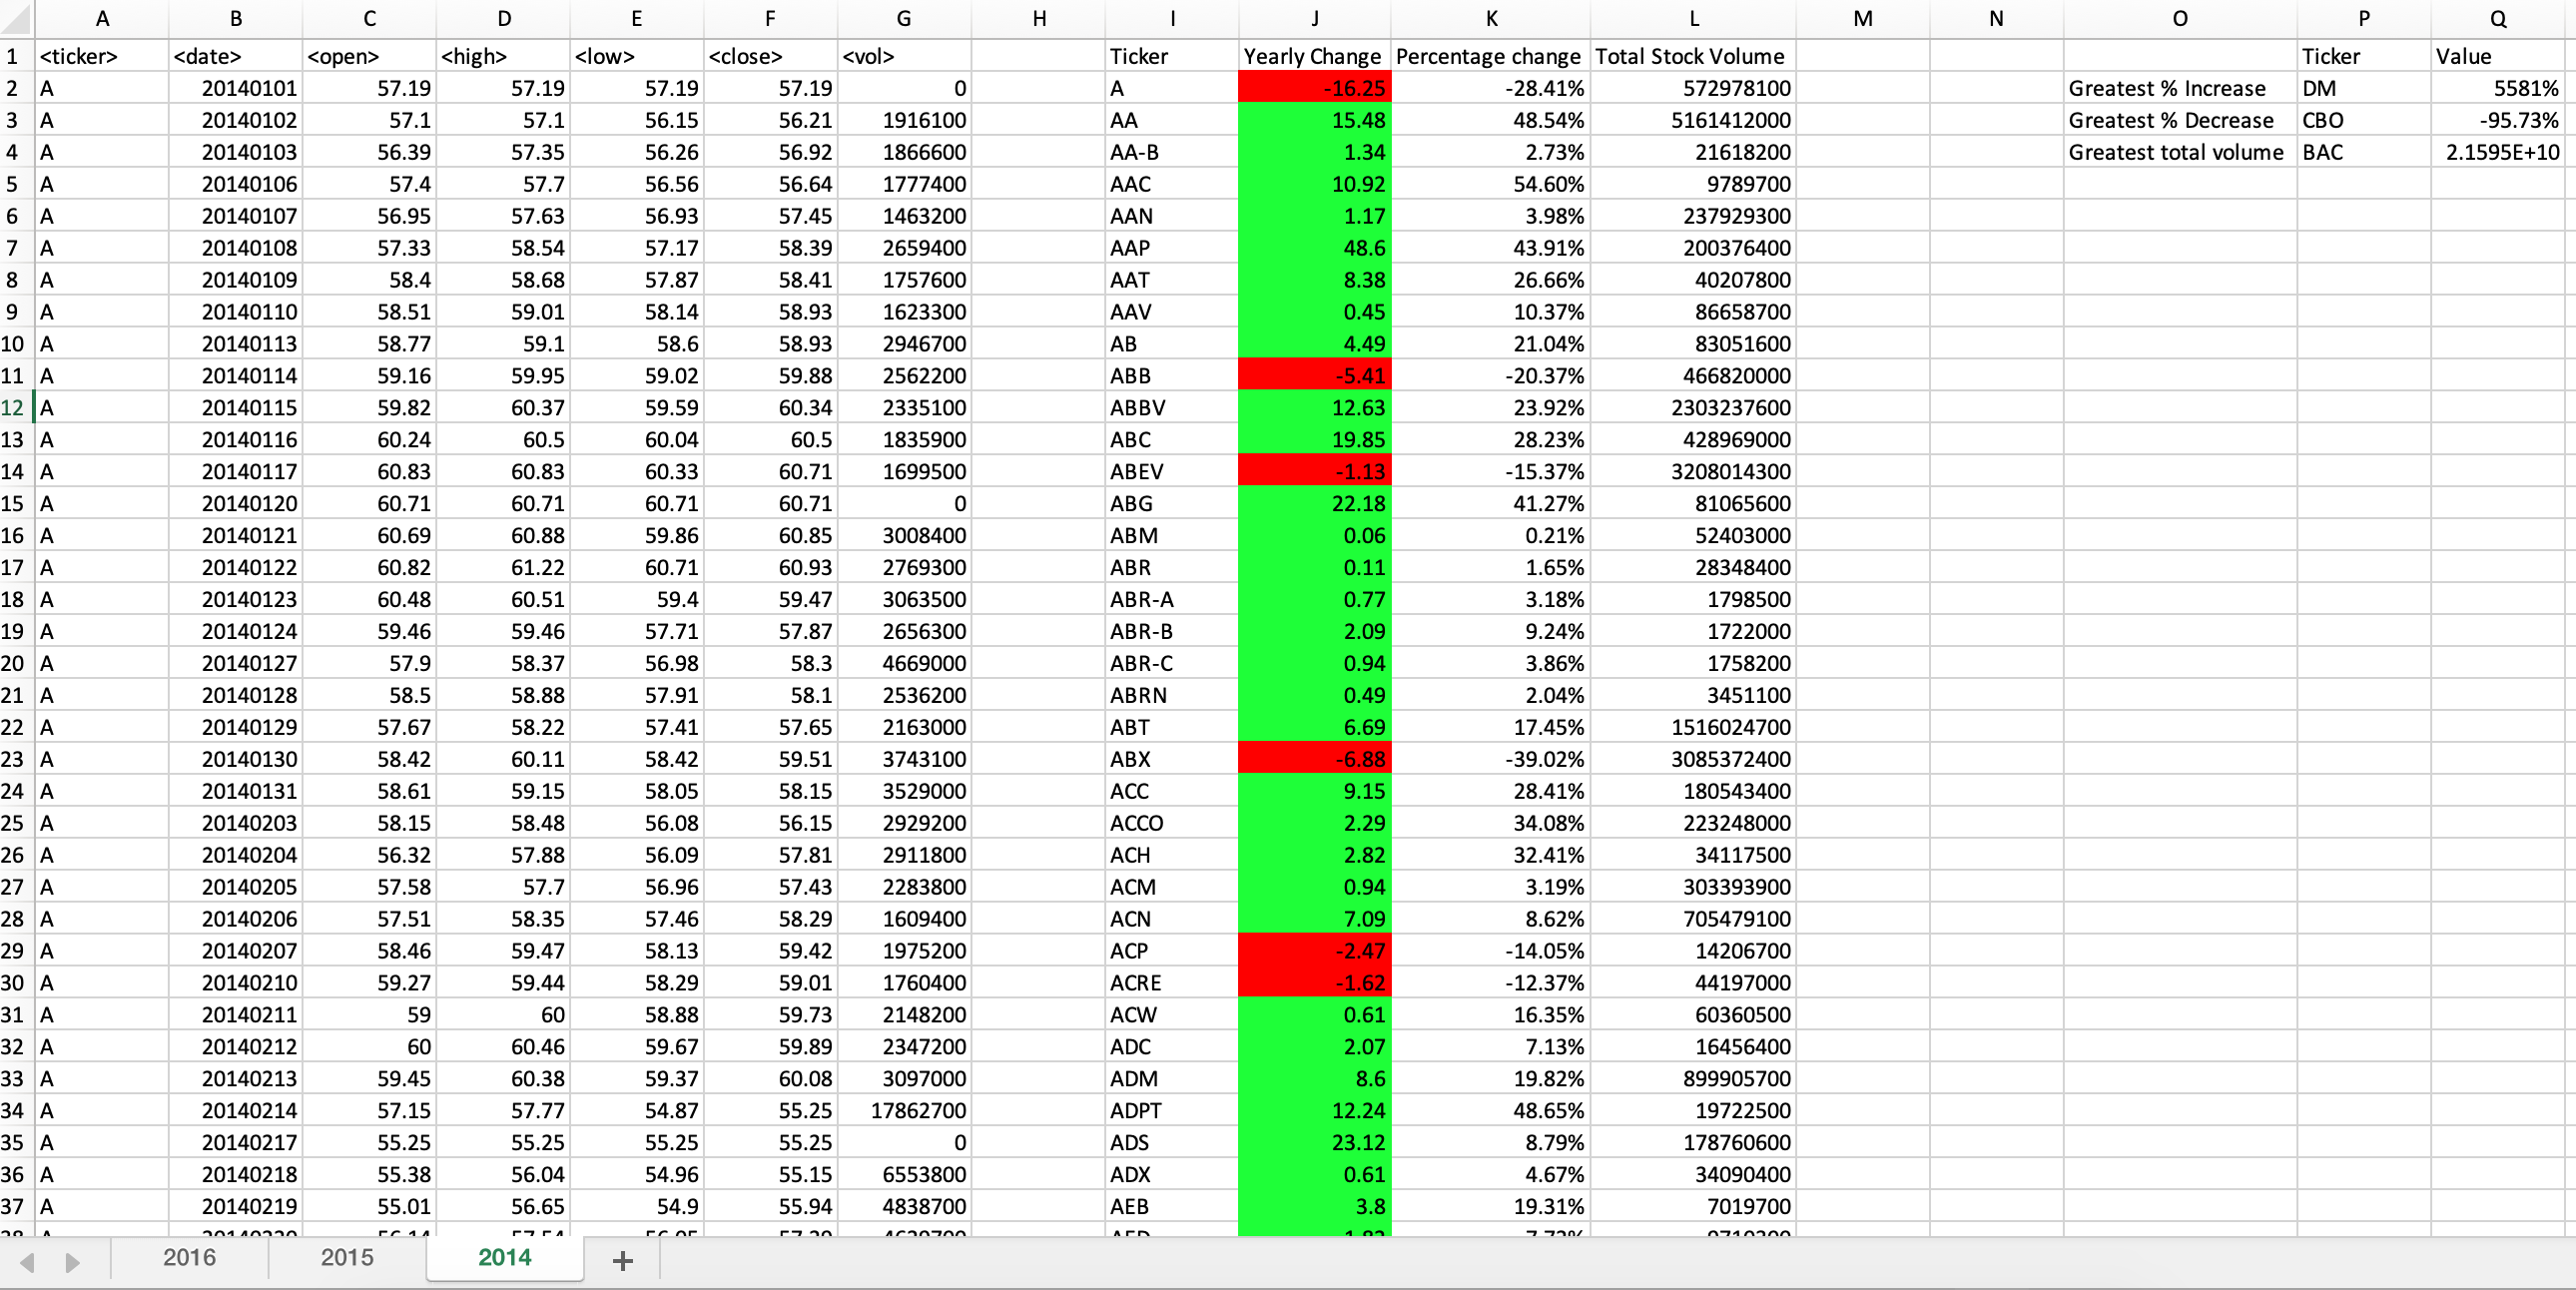 A B C D E F G H I J K L M N O P Q
1 <ticker> <date> <open> <high> <low> <close> <vol> Ticker Yearly Change Percentage change Total Stock Volume Ticker Value
2 A 20140101 57.19 57.19 57.19 57.19 0 A -16.25 -28.41% 572978100 Greatest % Increase DM 5581%
3 A 20140102 57.1 57.1 56.15 56.21 1916100 AA 15.48 48.54% 5161412000 Greatest % Decrease CBO -95.73%
4 A 20140103 56.39 57.35 56.26 56.92 1866600 AA-B 1.34 2.73% 21618200 Greatest total volume BAC 2.1595E+10
5 A 20140106 57.4 57.7 56.56 56.64 1777400 AAC 10.92 54.60% 9789700
6 A 20140107 56.95 57.63 56.93 57.45 1463200 AAN 1.17 3.98% 237929300
7 A 20140108 57.33 58.54 57.17 58.39 2659400 AAP 48.6 43.91% 200376400
8 A 20140109 58.4 58.68 57.87 58.41 1757600 AAT 8.38 26.66% 40207800
9 A 20140110 58.51 59.01 58.14 58.93 1623300 AAV 0.45 10.37% 86658700
10 A 20140113 58.77 59.1 58.6 58.93 2946700 AB 4.49 21.04% 83051600
11 A 20140114 59.16 59.95 59.02 59.88 2562200 ABB -5.41 -20.37% 466820000
12 A 20140115 59.82 60.37 59.59 60.34 2335100 ABBV 12.63 23.92% 2303237600
13 A 20140116 60.24 60.5 60.04 60.5 1835900 ABC 19.85 28.23% 428969000
14 A 20140117 60.83 60.83 60.33 60.71 1699500 ABEV -1.13 -15.37% 3208014300
15 A 20140120 60.71 60.71 60.71 60.71 0 ABG 22.18 41.27% 81065600
16 A 20140121 60.69 60.88 59.86 60.85 3008400 ABM 0.06 0.21% 52403000
17 A 20140122 60.82 61.22 60.71 60.93 2769300 ABR 0.11 1.65% 28348400
18 A 20140123 60.48 60.51 59.4 59.47 3063500 ABR-A 0.77 3.18% 1798500
19 A 20140124 59.46 59.46 57.71 57.87 2656300 ABR-B 2.09 9.24% 1722000
20 A 20140127 57.9 58.37 56.98 58.3 4669000 ABR-C 0.94 3.86% 1758200
21 A 20140128 58.5 58.88 57.91 58.1 2536200 ABRN 0.49 2.04% 3451100
22 A 20140129 57.67 58.22 57.41 57.65 2163000 ABT 6.69 17.45% 1516024700
23 A 20140130 58.42 60.11 58.42 59.51 3743100 ABX -6.88 -39.02% 3085372400
24 A 20140131 58.61 59.15 58.05 58.15 3529000 ACC 9.15 28.41% 180543400
25 A 20140203 58.15 58.48 56.08 56.15 2929200 ACCO 2.29 34.08% 223248000
26 A 20140204 56.32 57.88 56.09 57.81 2911800 ACH 2.82 32.41% 34117500
27 A 20140205 57.58 57.7 56.96 57.43 2283800 ACM 0.94 3.19% 303393900
28 A 20140206 57.51 58.35 57.46 58.29 1609400 ACN 7.09 8.62% 705479100
29 A 20140207 58.46 59.47 58.13 59.42 1975200 ACP -2.47 -14.05% 14206700
30 A 20140210 59.27 59.44 58.29 59.01 1760400 ACRE -1.62 -12.37% 44197000
31 A 20140211 59 60 58.88 59.73 2148200 ACW 0.61 16.35% 60360500
32 A 20140212 60 60.46 59.67 59.89 2347200 ADC 2.07 7.13% 16456400
33 A 20140213 59.45 60.38 59.37 60.08 3097000 ADM 8.6 19.82% 899905700
34 A 20140214 57.15 57.77 54.87 55.25 17862700 ADPT 12.24 48.65% 19722500
35 A 20140217 55.25 55.25 55.25 55.25 0 ADS 23.12 8.79% 178760600
36 A 20140218 55.38 56.04 54.96 55.15 6553800 ADX 0.61 4.67% 34090400
37 A 20140219 55.01 56.65 54.9 55.94 4838700 AEB 3.8 19.31% 7019700
2016 2015 2014